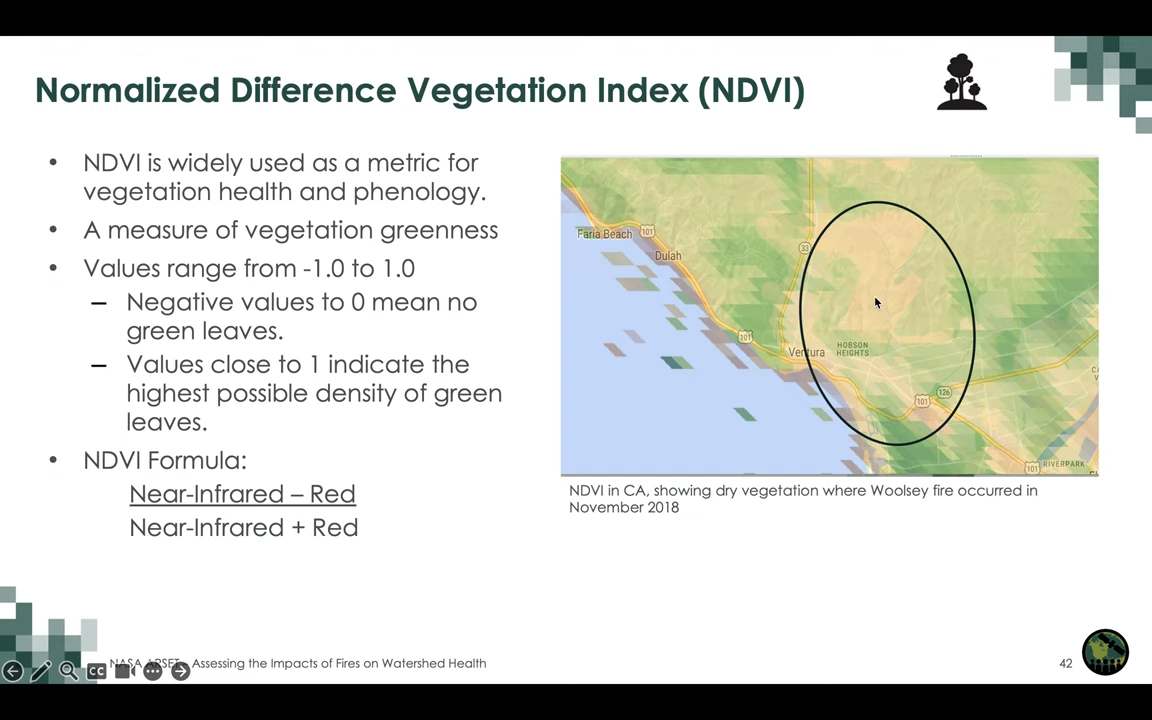 Normalized Difference Vegetation Index (NDVI)
• NDVI is widely used as a metric for
vegetation health and phenology.
• A measure of vegetation greenness
• Values range from -1.0 to 1.0
– Negative values to 0 mean no
green leaves.
– Values close to 1 indicate the
highest possible density of green
leaves.
• NDVI Formula:
Near-Infrared – Red
Near-Infrared + Red
Faria Beach
101
Dulah
33
101
Ventura
HOBSON
HEIGHTS
126
101
101
RIVERPARK
NDVI in CA, showing dry vegetation where Woolsey fire occurred in
November 2018
CC
NASA ARSET – Assessing the Impacts of Fires on Watershed Health
42